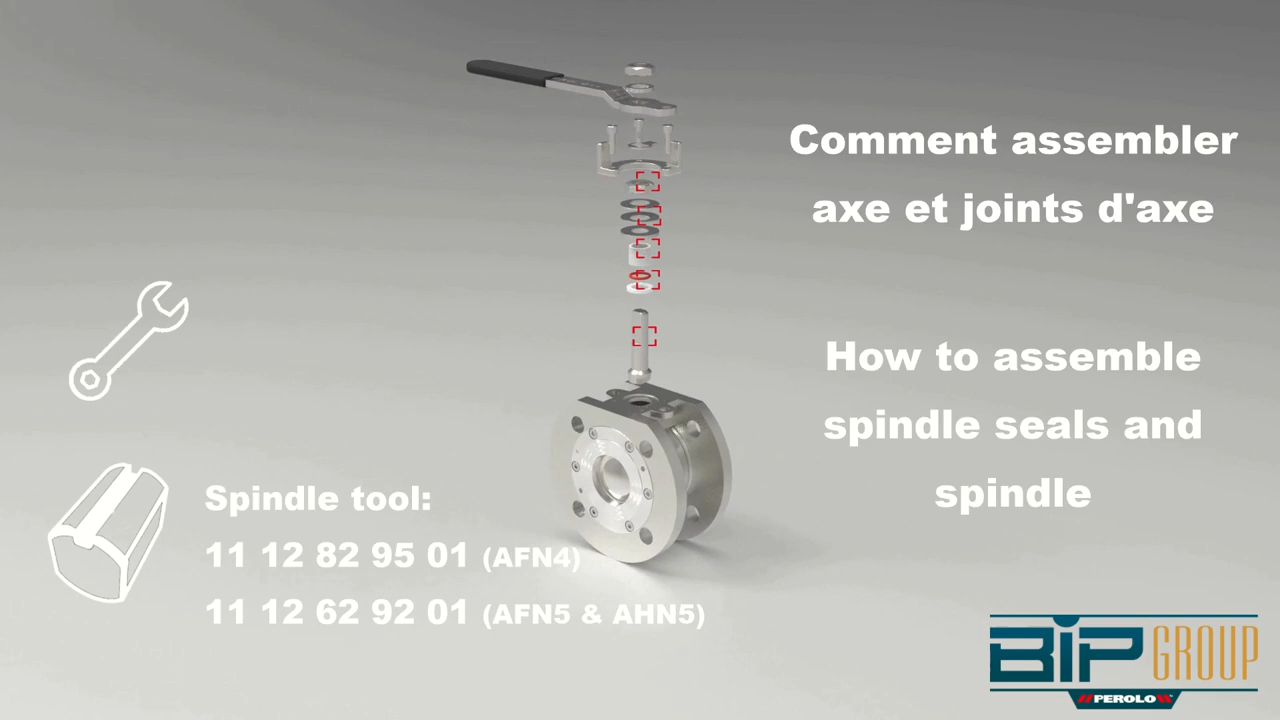 Comment assembler
axe et joints d'axe
How to assemble
spindle seals and
spindle
Spindle tool:
11 12 82 95 01 (AFN4)
11 12 62 92 01 (AFN5 & AHN5)
BiP GROUP
PEROLO